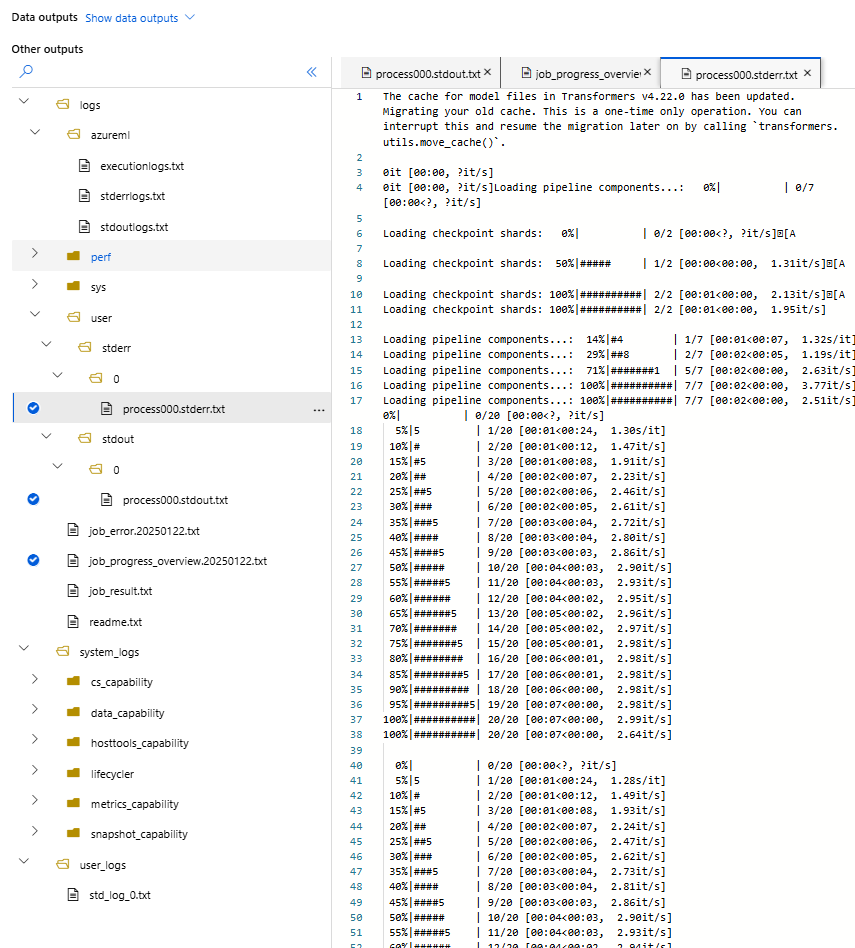 Data outputs Show data outputs
Other outputs
logs
azureml
executionlogs.txt
stderrlogs.txt
stdoutlogs.txt
perf
sys
user
stderr
0
process000.stderr.txt ...
stdout
0
process000.stdout.txt
job_error.20250122.txt
job_progress_overview.20250122.txt
job_result.txt
readme.txt
system_logs
cs_capability
data_capability
hosttools_capability
lifecycler
metrics_capability
snapshot_capability
user_logs
std_log_0.txt
process000.stdout.txt job_progress_overvie process000.stderr.txt
1 The cache for model files in Transformers v4.22.0 has been updated.
Migrating your old cache. This is a one-time only operation. You can
interrupt this and resume the migration later on by calling `transformers.
utils.move_cache()`.
2
3 0it [00:00, ?it/s]
4 0it [00:00, ?it/s]Loading pipeline components...:   0%|          | 0/7
[00:00<?, ?it/s]
5
6 Loading checkpoint shards:   0%|          | 0/2 [00:00<?, ?it/s][A
7
8 Loading checkpoint shards:  50%|#####     | 1/2 [00:00<00:00,  1.31it/s][A
9
10 Loading checkpoint shards: 100%|##########| 2/2 [00:01<00:00,  2.13it/s][A
11 Loading checkpoint shards: 100%|##########| 2/2 [00:01<00:00,  1.95it/s]
12
13 Loading pipeline components...:  14%|#4        | 1/7 [00:01<00:07,  1.32s/it]
14 Loading pipeline components...:  29%|##8       | 2/7 [00:02<00:05,  1.19s/it]
15 Loading pipeline components...:  71%|#######1  | 5/7 [00:02<00:00,  2.63it/s]
16 Loading pipeline components...: 100%|##########| 7/7 [00:02<00:00,  3.77it/s]
17 Loading pipeline components...: 100%|##########| 7/7 [00:02<00:00,  2.51it/s]
0%|          | 0/20 [00:00<?, ?it/s]
18   5%|5         | 1/20 [00:01<00:24,  1.30s/it]
19  10%|#         | 2/20 [00:01<00:12,  1.47it/s]
20  15%|#5        | 3/20 [00:01<00:08,  1.91it/s]
21  20%|##        | 4/20 [00:02<00:07,  2.23it/s]
22  25%|##5       | 5/20 [00:02<00:06,  2.46it/s]
23  30%|###       | 6/20 [00:02<00:05,  2.61it/s]
24  35%|###5      | 7/20 [00:03<00:04,  2.72it/s]
25  40%|####      | 8/20 [00:03<00:04,  2.80it/s]
26  45%|####5     | 9/20 [00:03<00:03,  2.86it/s]
27  50%|#####     | 10/20 [00:04<00:03,  2.90it/s]
28  55%|#####5    | 11/20 [00:04<00:03,  2.93it/s]
29  60%|######    | 12/20 [00:04<00:02,  2.95it/s]
30  65%|######5   | 13/20 [00:05<00:02,  2.96it/s]
31  70%|#######   | 14/20 [00:05<00:02,  2.97it/s]
32  75%|#######5  | 15/20 [00:05<00:01,  2.98it/s]
33  80%|########  | 16/20 [00:06<00:01,  2.98it/s]
34  85%|########5 | 17/20 [00:06<00:01,  2.98it/s]
35  90%|######### | 18/20 [00:06<00:00,  2.98it/s]
36  95%|#########5| 19/20 [00:07<00:00,  2.98it/s]
37 100%|##########| 20/20 [00:07<00:00,  2.99it/s]
38 100%|##########| 20/20 [00:07<00:00,  2.64it/s]
39
40   0%|          | 0/20 [00:00<?, ?it/s]
41   5%|5         | 1/20 [00:01<00:24,  1.28s/it]
42  10%|#         | 2/20 [00:01<00:12,  1.49it/s]
43  15%|#5        | 3/20 [00:01<00:08,  1.93it/s]
44  20%|##        | 4/20 [00:02<00:07,  2.24it/s]
45  25%|##5       | 5/20 [00:02<00:06,  2.47it/s]
46  30%|###       | 6/20 [00:02<00:05,  2.62it/s]
47  35%|###5      | 7/20 [00:03<00:04,  2.73it/s]
48  40%|####      | 8/20 [00:03<00:04,  2.81it/s]
49  45%|####5     | 9/20 [00:03<00:03,  2.86it/s]
50  50%|#####     | 10/20 [00:04<00:03,  2.90it/s]
51  55%|#####5    | 11/20 [00:04<00:03,  2.93it/s]
52  60%|######    | 12/20 [00:04<00:02,  2.94it/s]